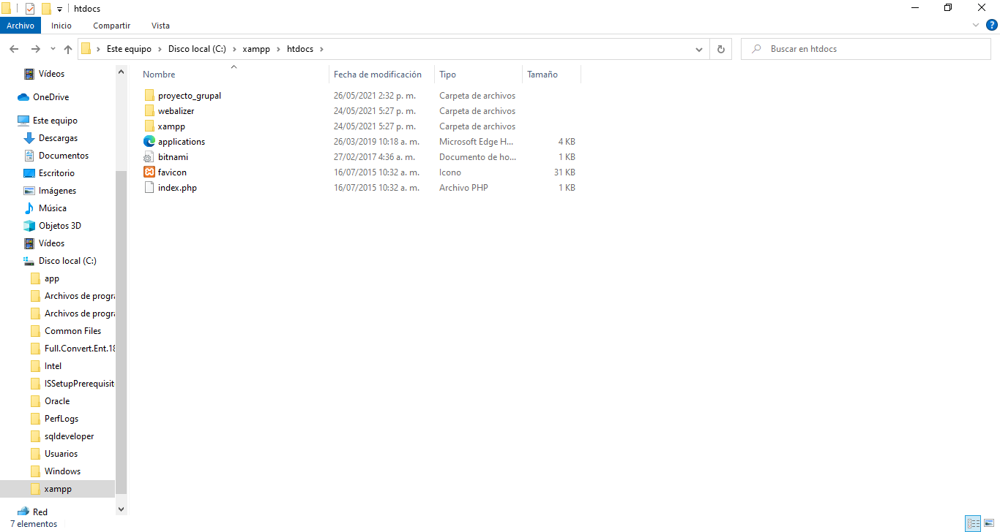 htdocs
Archivo Inicio Compartir Vista
Este equipo Disco local (C:) xampp htdocs Buscar en htdocs
Nombre Fecha de modificación Tipo Tamaño
proyecto_grupal 26/05/2021 2:32 p. m. Carpeta de archivos
webalizer 24/05/2021 5:27 p. m. Carpeta de archivos
xampp 24/05/2021 5:27 p. m. Carpeta de archivos
applications 26/03/2019 10:18 a. m. Microsoft Edge H... 4 KB
bitnami 27/02/2017 4:36 a. m. Documento de ho... 1 KB
favicon 16/07/2015 10:32 a. m. Icono 31 KB
index.php 16/07/2015 10:32 a. m. Archivo PHP 1 KB
Vídeos
OneDrive
Este equipo
Descargas
Documentos
Escritorio
Imágenes
Música
Objetos 3D
Vídeos
Disco local (C:)
app
Archivos de progra
Archivos de progra
Common Files
Full.Convert.Ent.18
Intel
ISSetupPrerequisit
Oracle
PerfLogs
sqldeveloper
Usuarios
Windows
xampp
Red
7 elementos